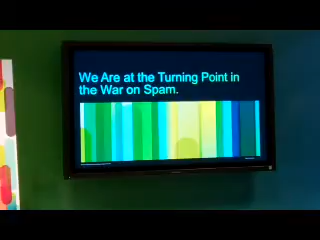 We Are at the Turning Point in
the War on Spam.